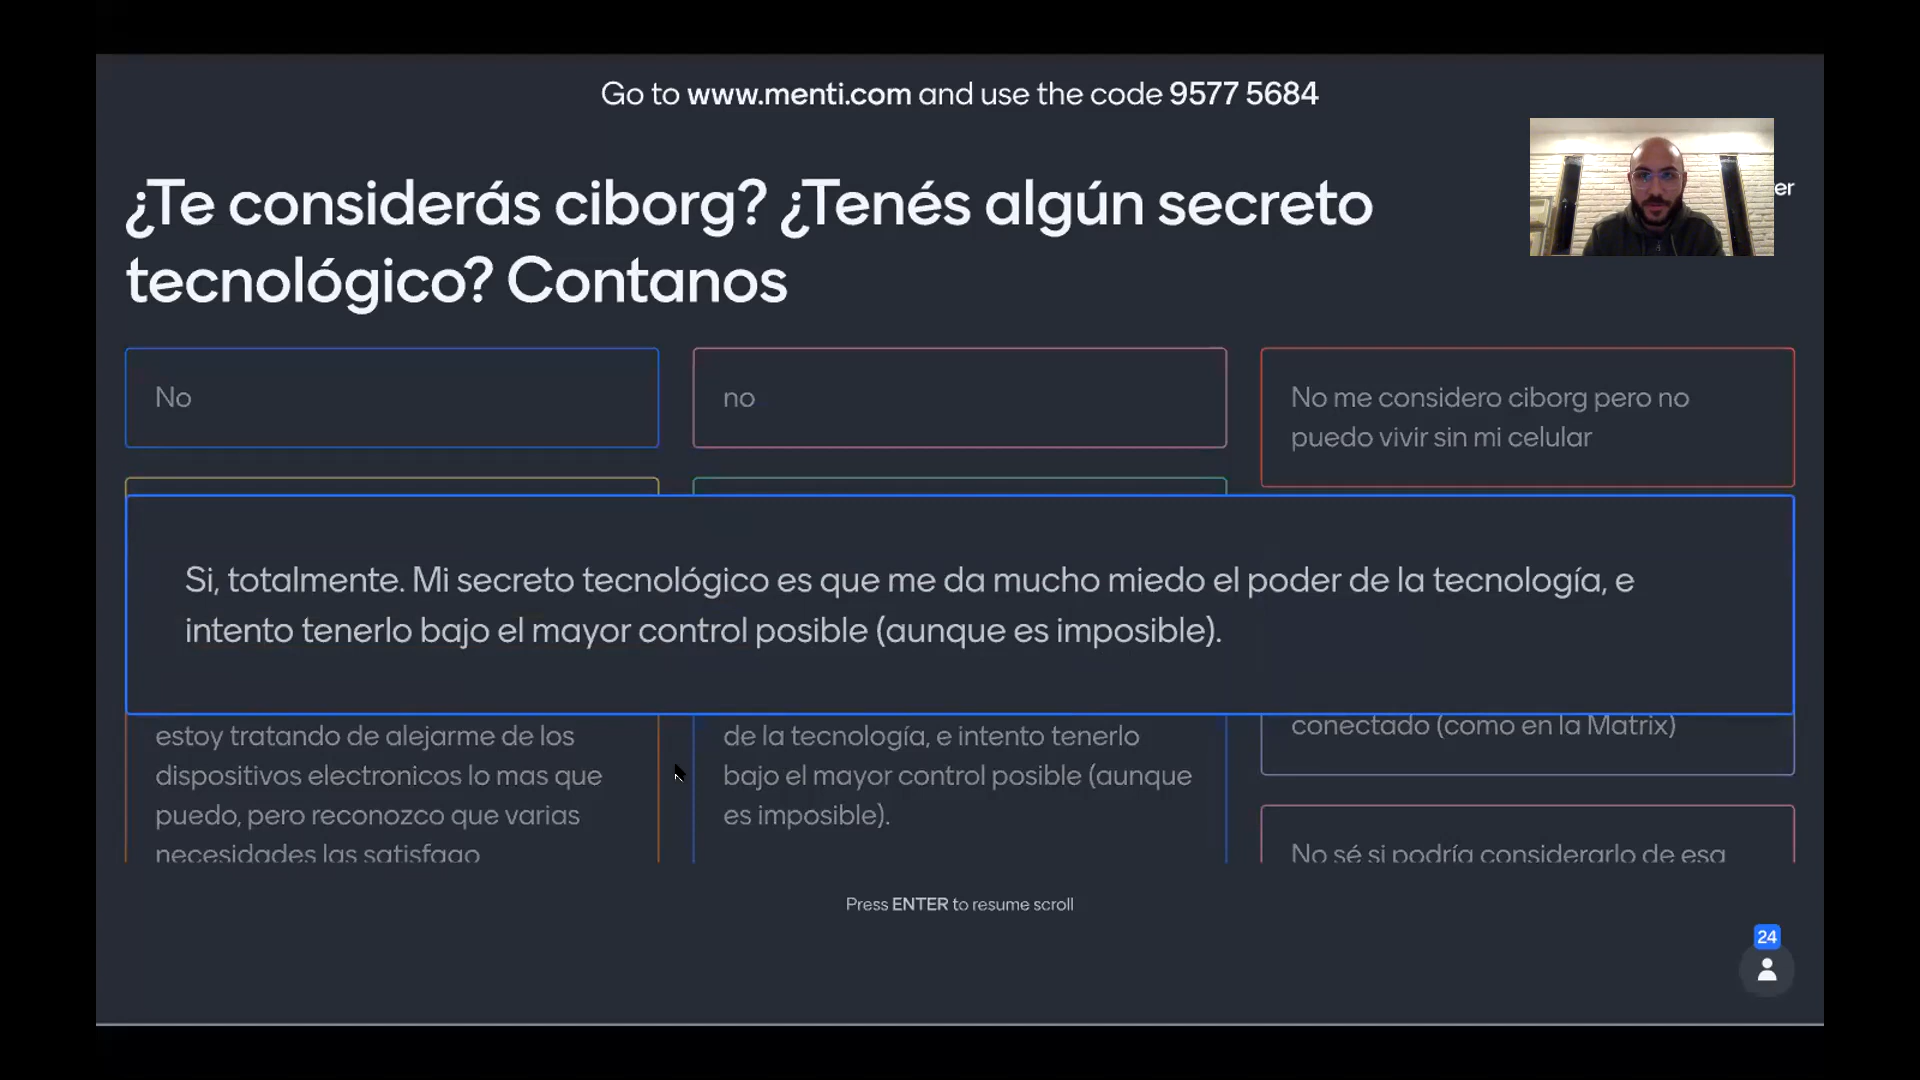 Go to www.menti.com and use the code 9577 5684
er
¿Te considerás ciborg? ¿Tenés algún secreto
tecnológico? Contanos
No
no
No me considero ciborg pero no
puedo vivir sin mi celular
Si, totalmente. Mi secreto tecnológico es que me da mucho miedo el poder de la tecnología, e
intento tenerlo bajo el mayor control posible (aunque es imposible).
estoy tratando de alejarme de los
dispositivos electronicos lo mas que
puedo, pero reconozco que varias
necesidades las satisfago
de la tecnología, e intento tenerlo
bajo el mayor control posible (aunque
es imposible).
conectado (como en la Matrix)
No sé si podría considerarlo de esa
Press ENTER to resume scroll
24